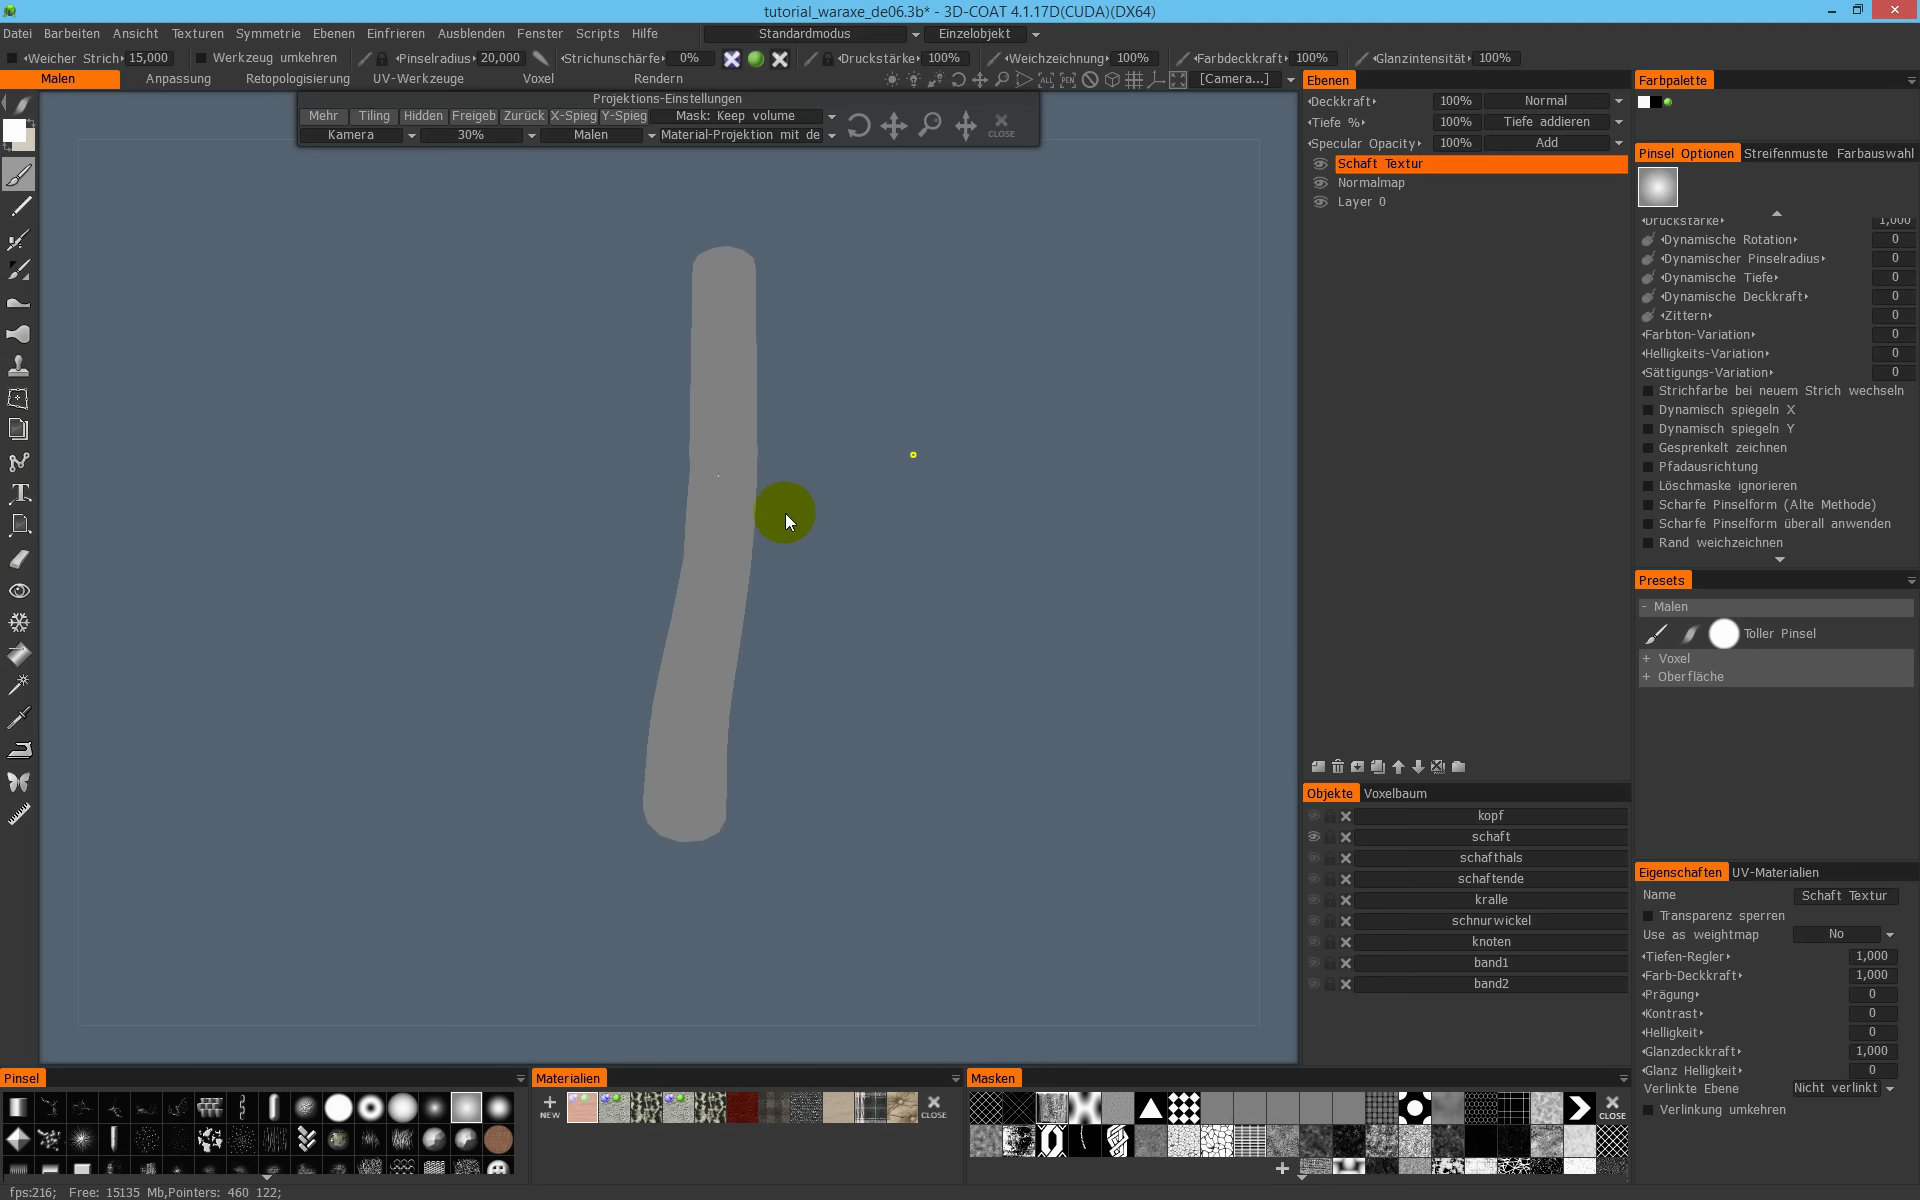 tutorial_waraxe_de06.3b* - 3D-COAT 4.1.17D(CUDA)(DX64)
Datei Barbeiten Ansicht Texturen Symmetrie Ebenen Einfrieren Ausblenden Fenster Scripts Hilfe Standardmodus Einzelobjekt
Weicher Strich 15,000 Werkzeug umkehren Pinselradius 20,000 Strichunschärfe 0% Druckstärke 100% Weichzeichnung 100% Farbdeckkraft 100% Glanzintensität 100%
Malen Anpassung Retopologisierung UV-Werkzeuge Voxel Rendern [Camera...]
Projektions-Einstellungen
Mehr Tiling Hidden Freigeb Zurück X-Spieg Y-Spieg Mask: Keep volume
Kamera 30% Malen Material-Projektion mit de CLOSE
Ebenen
Deckkraft 100% Normal
Tiefe % 100% Tiefe addieren
Specular Opacity 100% Add
Schaft Textur
Normalmap
Layer 0
Objekte Voxelbaum
kopf
schaft
schafthals
schaftende
kralle
schnurwickel
knoten
band1
band2
Farbpalette
Pinsel Optionen Streifenmuste Farbauswahl
Druckstärke 1,000
Dynamische Rotation 0
Dynamischer Pinselradius 0
Dynamische Tiefe 0
Dynamische Deckkraft 0
Zittern 0
Farbton-Variation 0
Helligkeits-Variation 0
Sättigungs-Variation 0
Strichfarbe bei neuem Strich wechseln
Dynamisch spiegeln X
Dynamisch spiegeln Y
Gesprenkelt zeichnen
Pfadausrichtung
Löschmaske ignorieren
Scharfe Pinselform (Alte Methode)
Scharfe Pinselform überall anwenden
Rand weichzeichnen
Presets
- Malen
Toller Pinsel
+ Voxel
+ Oberfläche
Eigenschaften UV-Materialien
Name Schaft Textur
Transparenz sperren
Use as weightmap No
Tiefen-Regler 1,000
Farb-Deckkraft 1,000
Prägung 0
Kontrast 0
Helligkeit 0
Glanzdeckkraft 1,000
Glanz Helligkeit 0
Verlinkte Ebene Nicht verlinkt
Verlinkung umkehren
Pinsel
Materialien
NEW CLOSE
Masken
CLOSE
fps:216; Free: 15135 Mb,Pointers: 460 122;